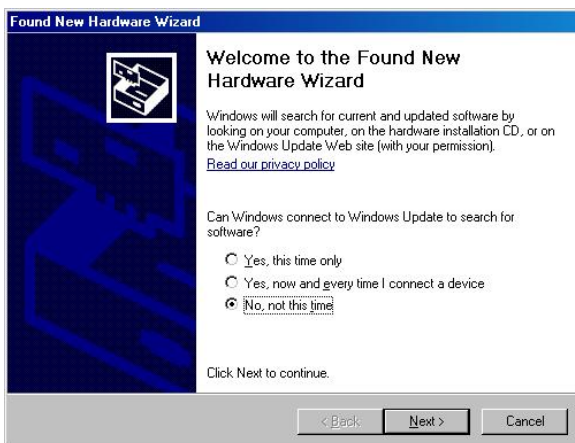 Found New Hardware Wizard
Welcome to the Found New
Hardware Wizard
Windows will search for current and updated software by
looking on your computer, on the hardware installation CD, or on
the Windows Update Web site (with your permission).
Read our privacy policy
Can Windows connect to Windows Update to search for
software?
Yes, this time only
Yes, now and every time I connect a device
No, not this time
Click Next to continue.
< Back
Next >
Cancel